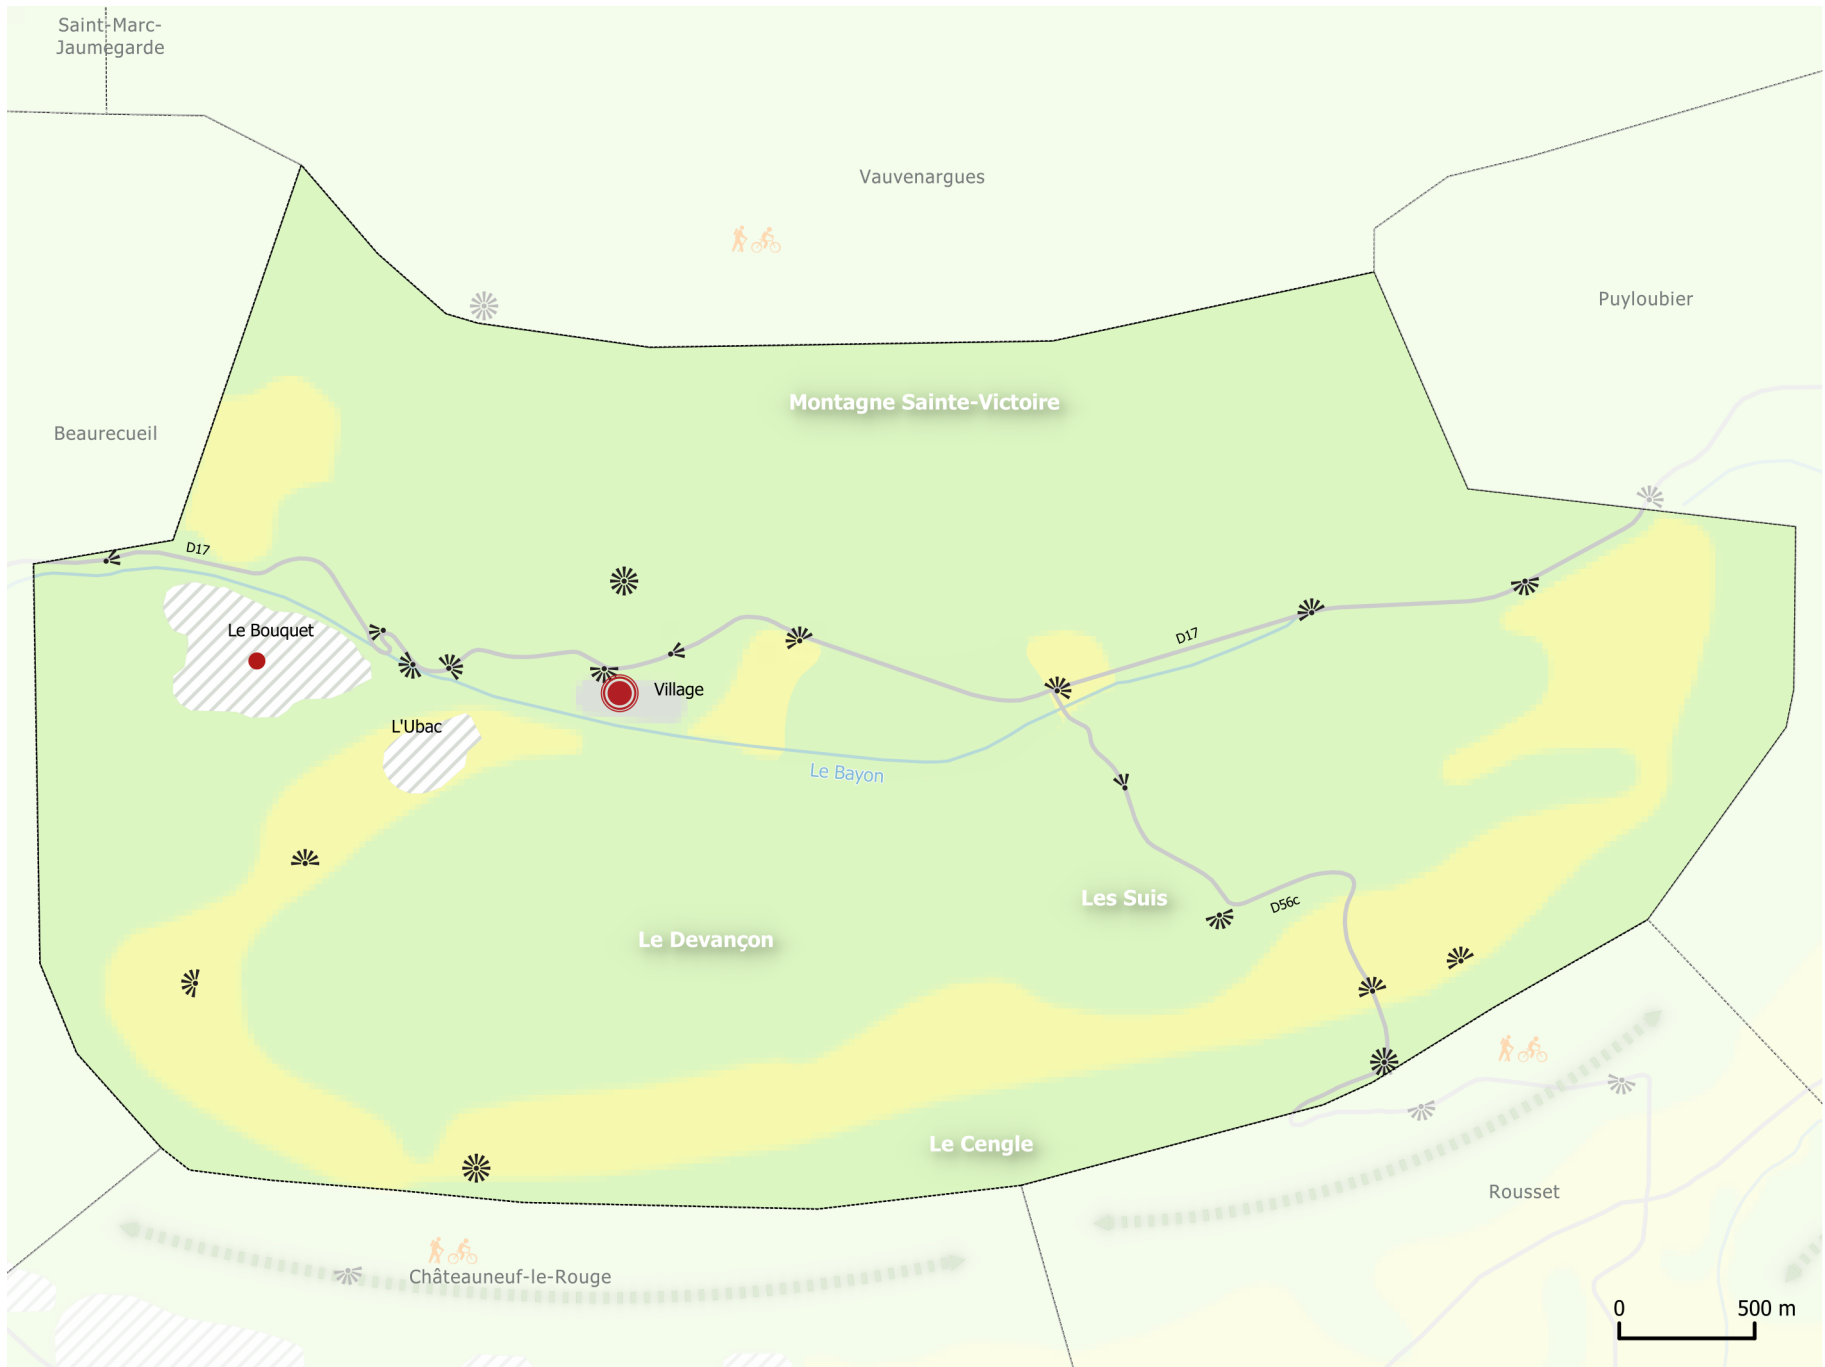 Saint-Marc-
Jaumegarde
Vauvenargues
Puyloubier
Montagne Sainte-Victoire
Beaurecueil
D17
Le Bouquet
D17
Village
L'Ubac
Le Bayon
Les Suis
D56c
Le Devançon
Le Cengle
Rousset
Châteauneuf-le-Rouge
0 500 m